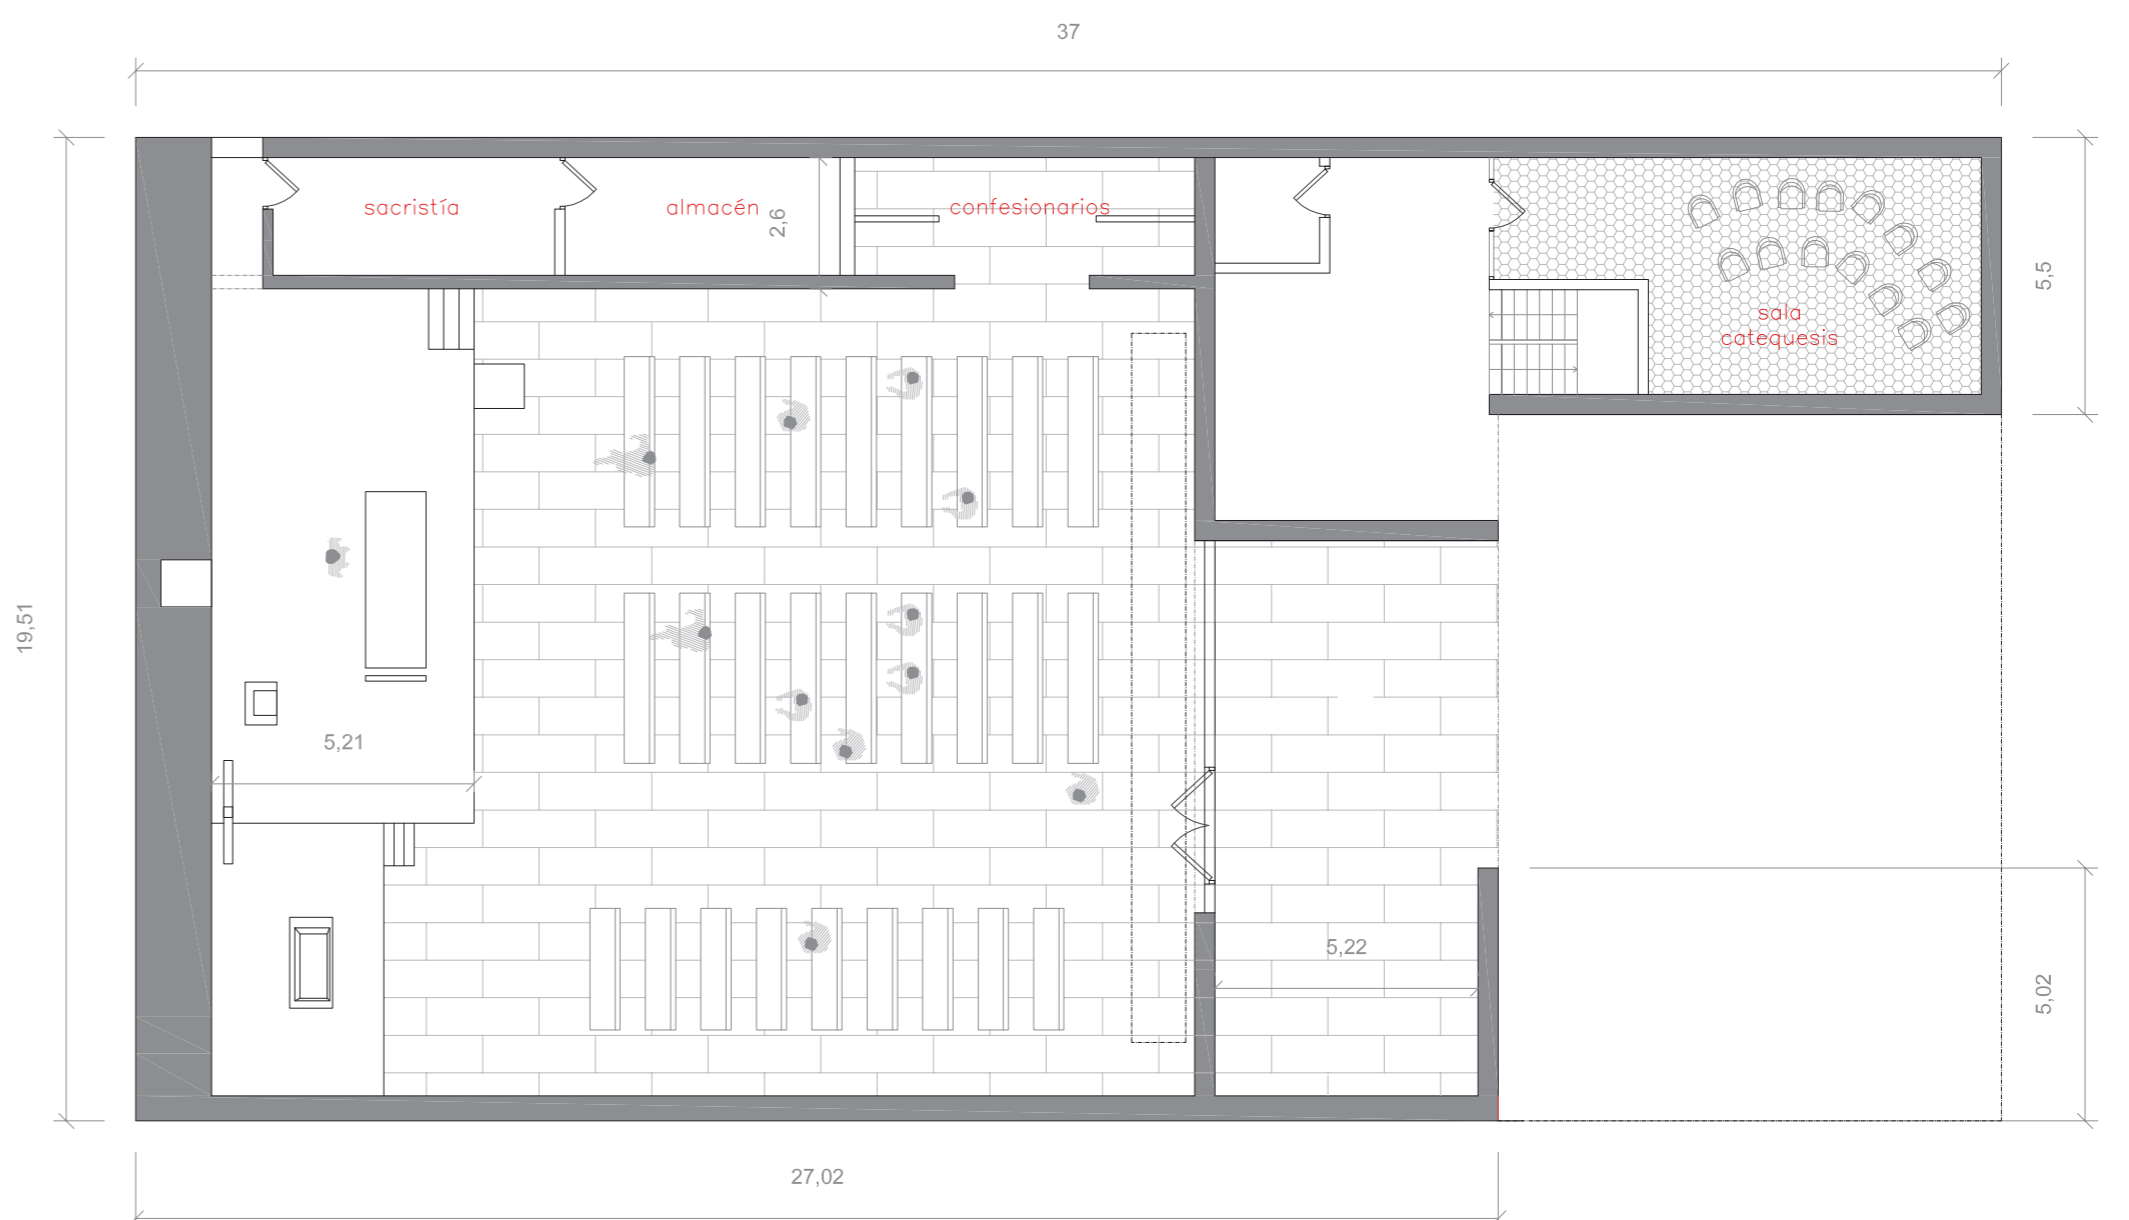 37
sacristía
almacén
2,6
confesionarios
5,5
sala
catequesis
19,51
5,21
5,22
5,02
27,02